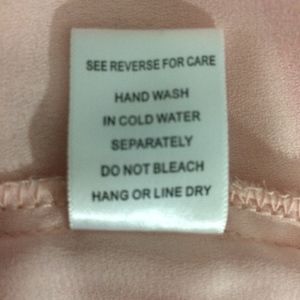 SEE REVERSE FOR CARE
HAND WASH
IN COLD WATER
SEPARATELY
DO NOT BLEACH
HANG OR LINE DRY